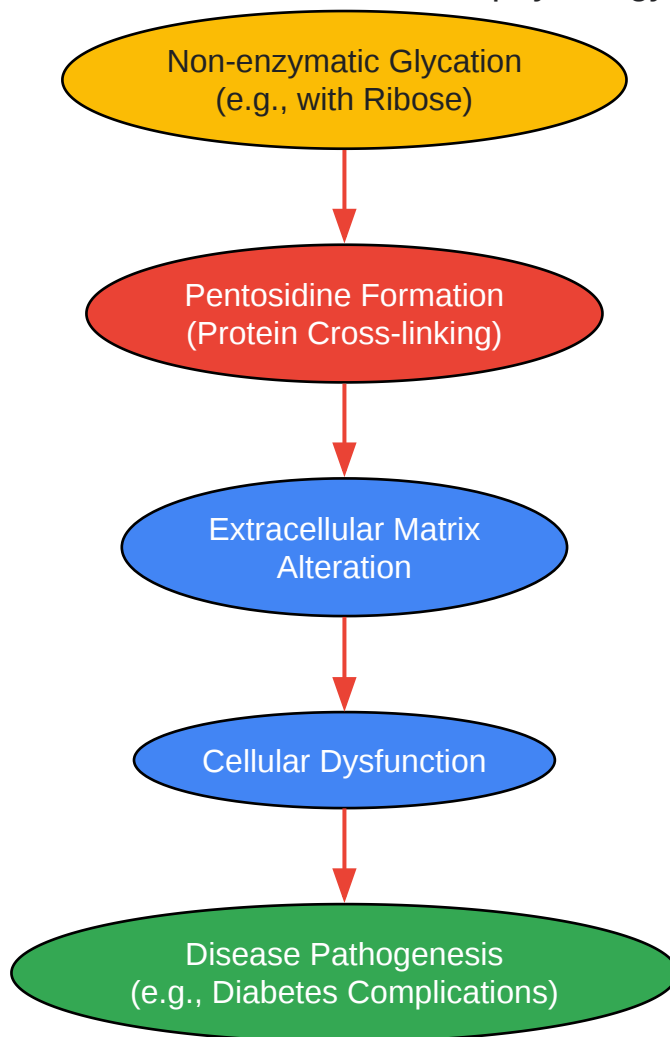 Non-enzymatic Glycation
(e.g., with Ribose)
Pentosidine Formation
(Protein Cross-linking)
Extracellular Matrix
Alteration
Cellular Dysfunction
Disease Pathogenesis
(e.g., Diabetes Complications)